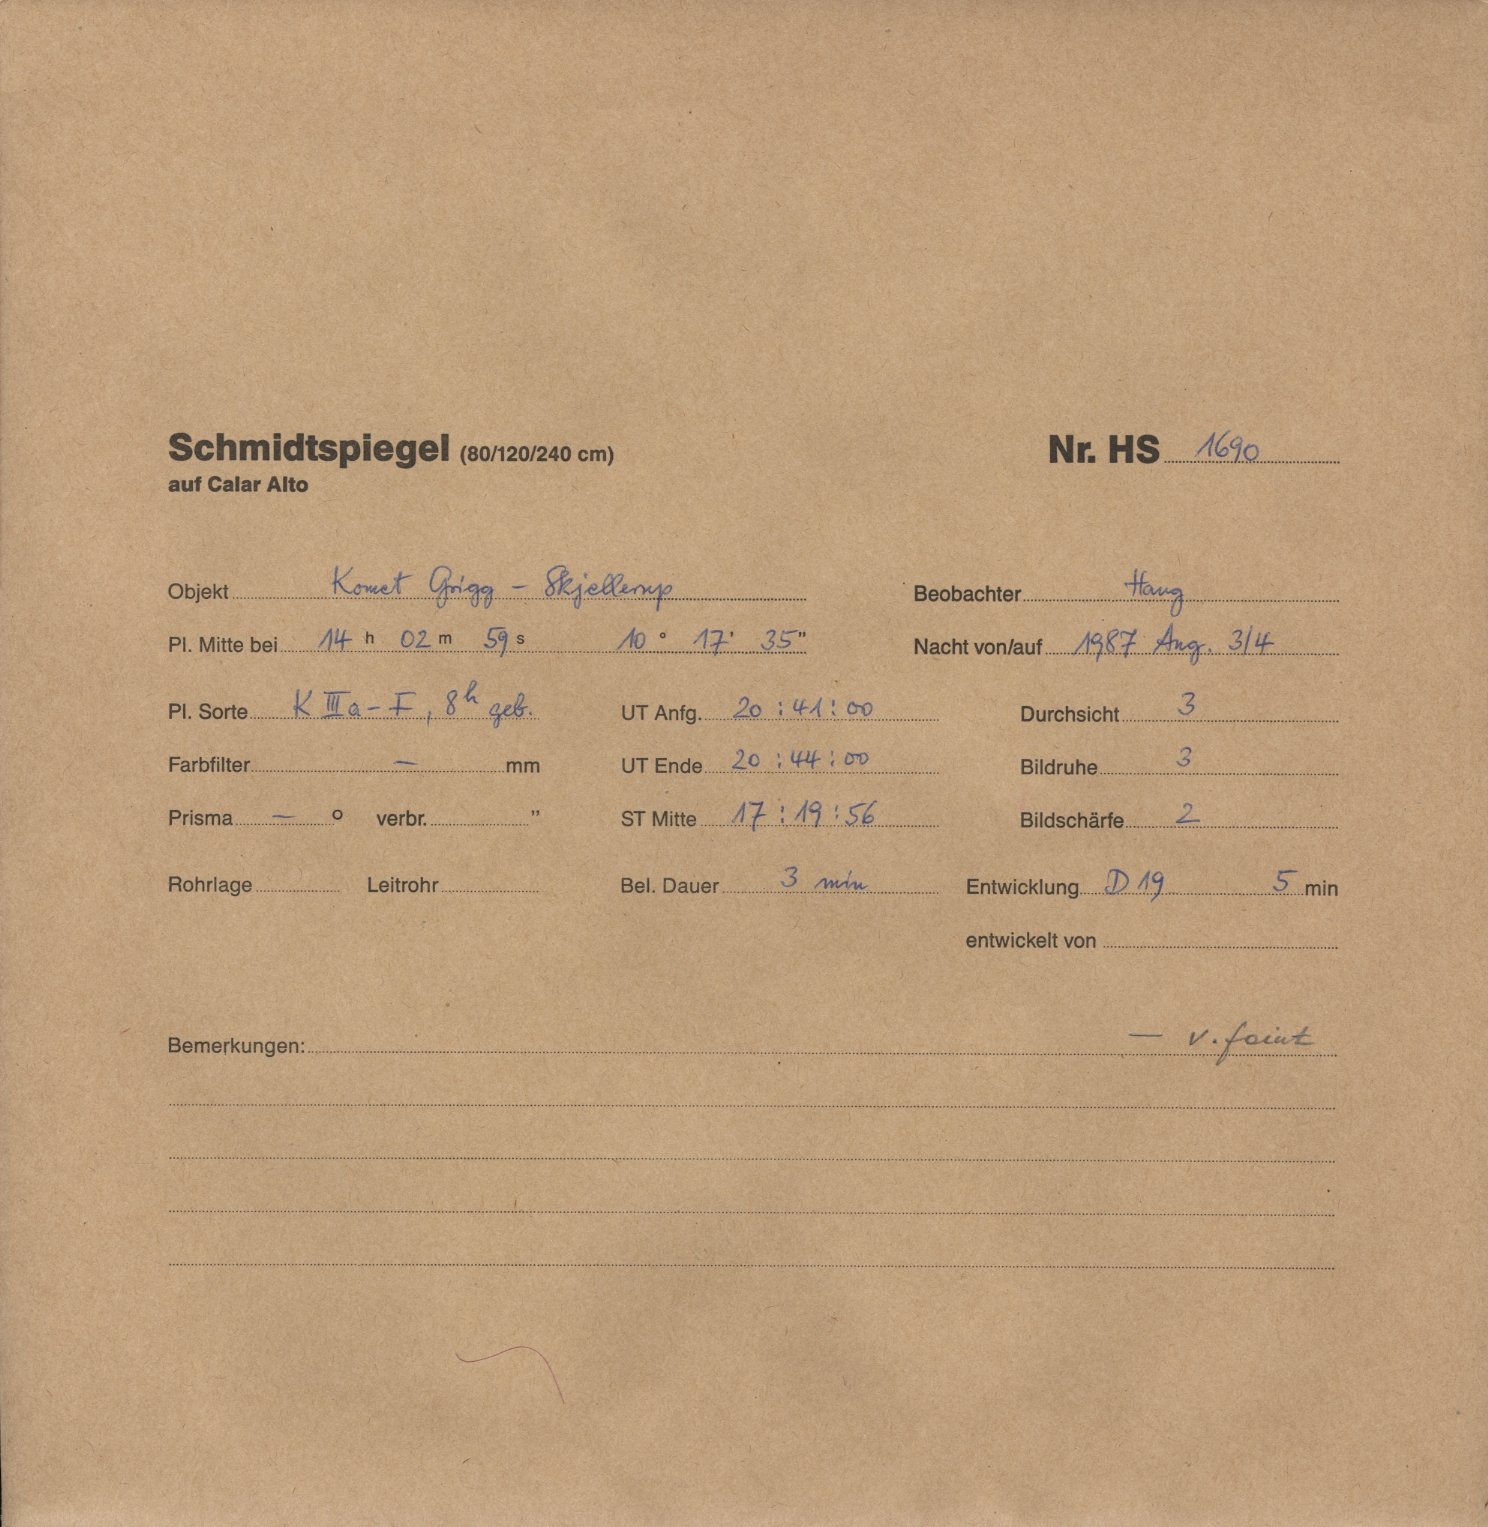 Schmidtspiegel (80/120/240 cm) Nr. HS 1690
auf Calar Alto
Objekt Komet Grigg – Skjellerup Beobachter Haug
Pl. Mitte bei 14 h 02 m 59 s 10 ° 17 ' 35 " Nacht von/auf 1987 Aug. 3/4
Pl. Sorte K IIIa–F, 8h geb. UT Anfg. 20:41:00 Durchsicht 3
Farbfilter — mm UT Ende 20:44:00 Bildruhe 3
Prisma — ° verbr. " ST Mitte 17:19:56 Bildschärfe 2
Rohrlage Leitrohr Bel. Dauer 3 min Entwicklung D 19 5 min
entwickelt von
Bemerkungen: — v. faint